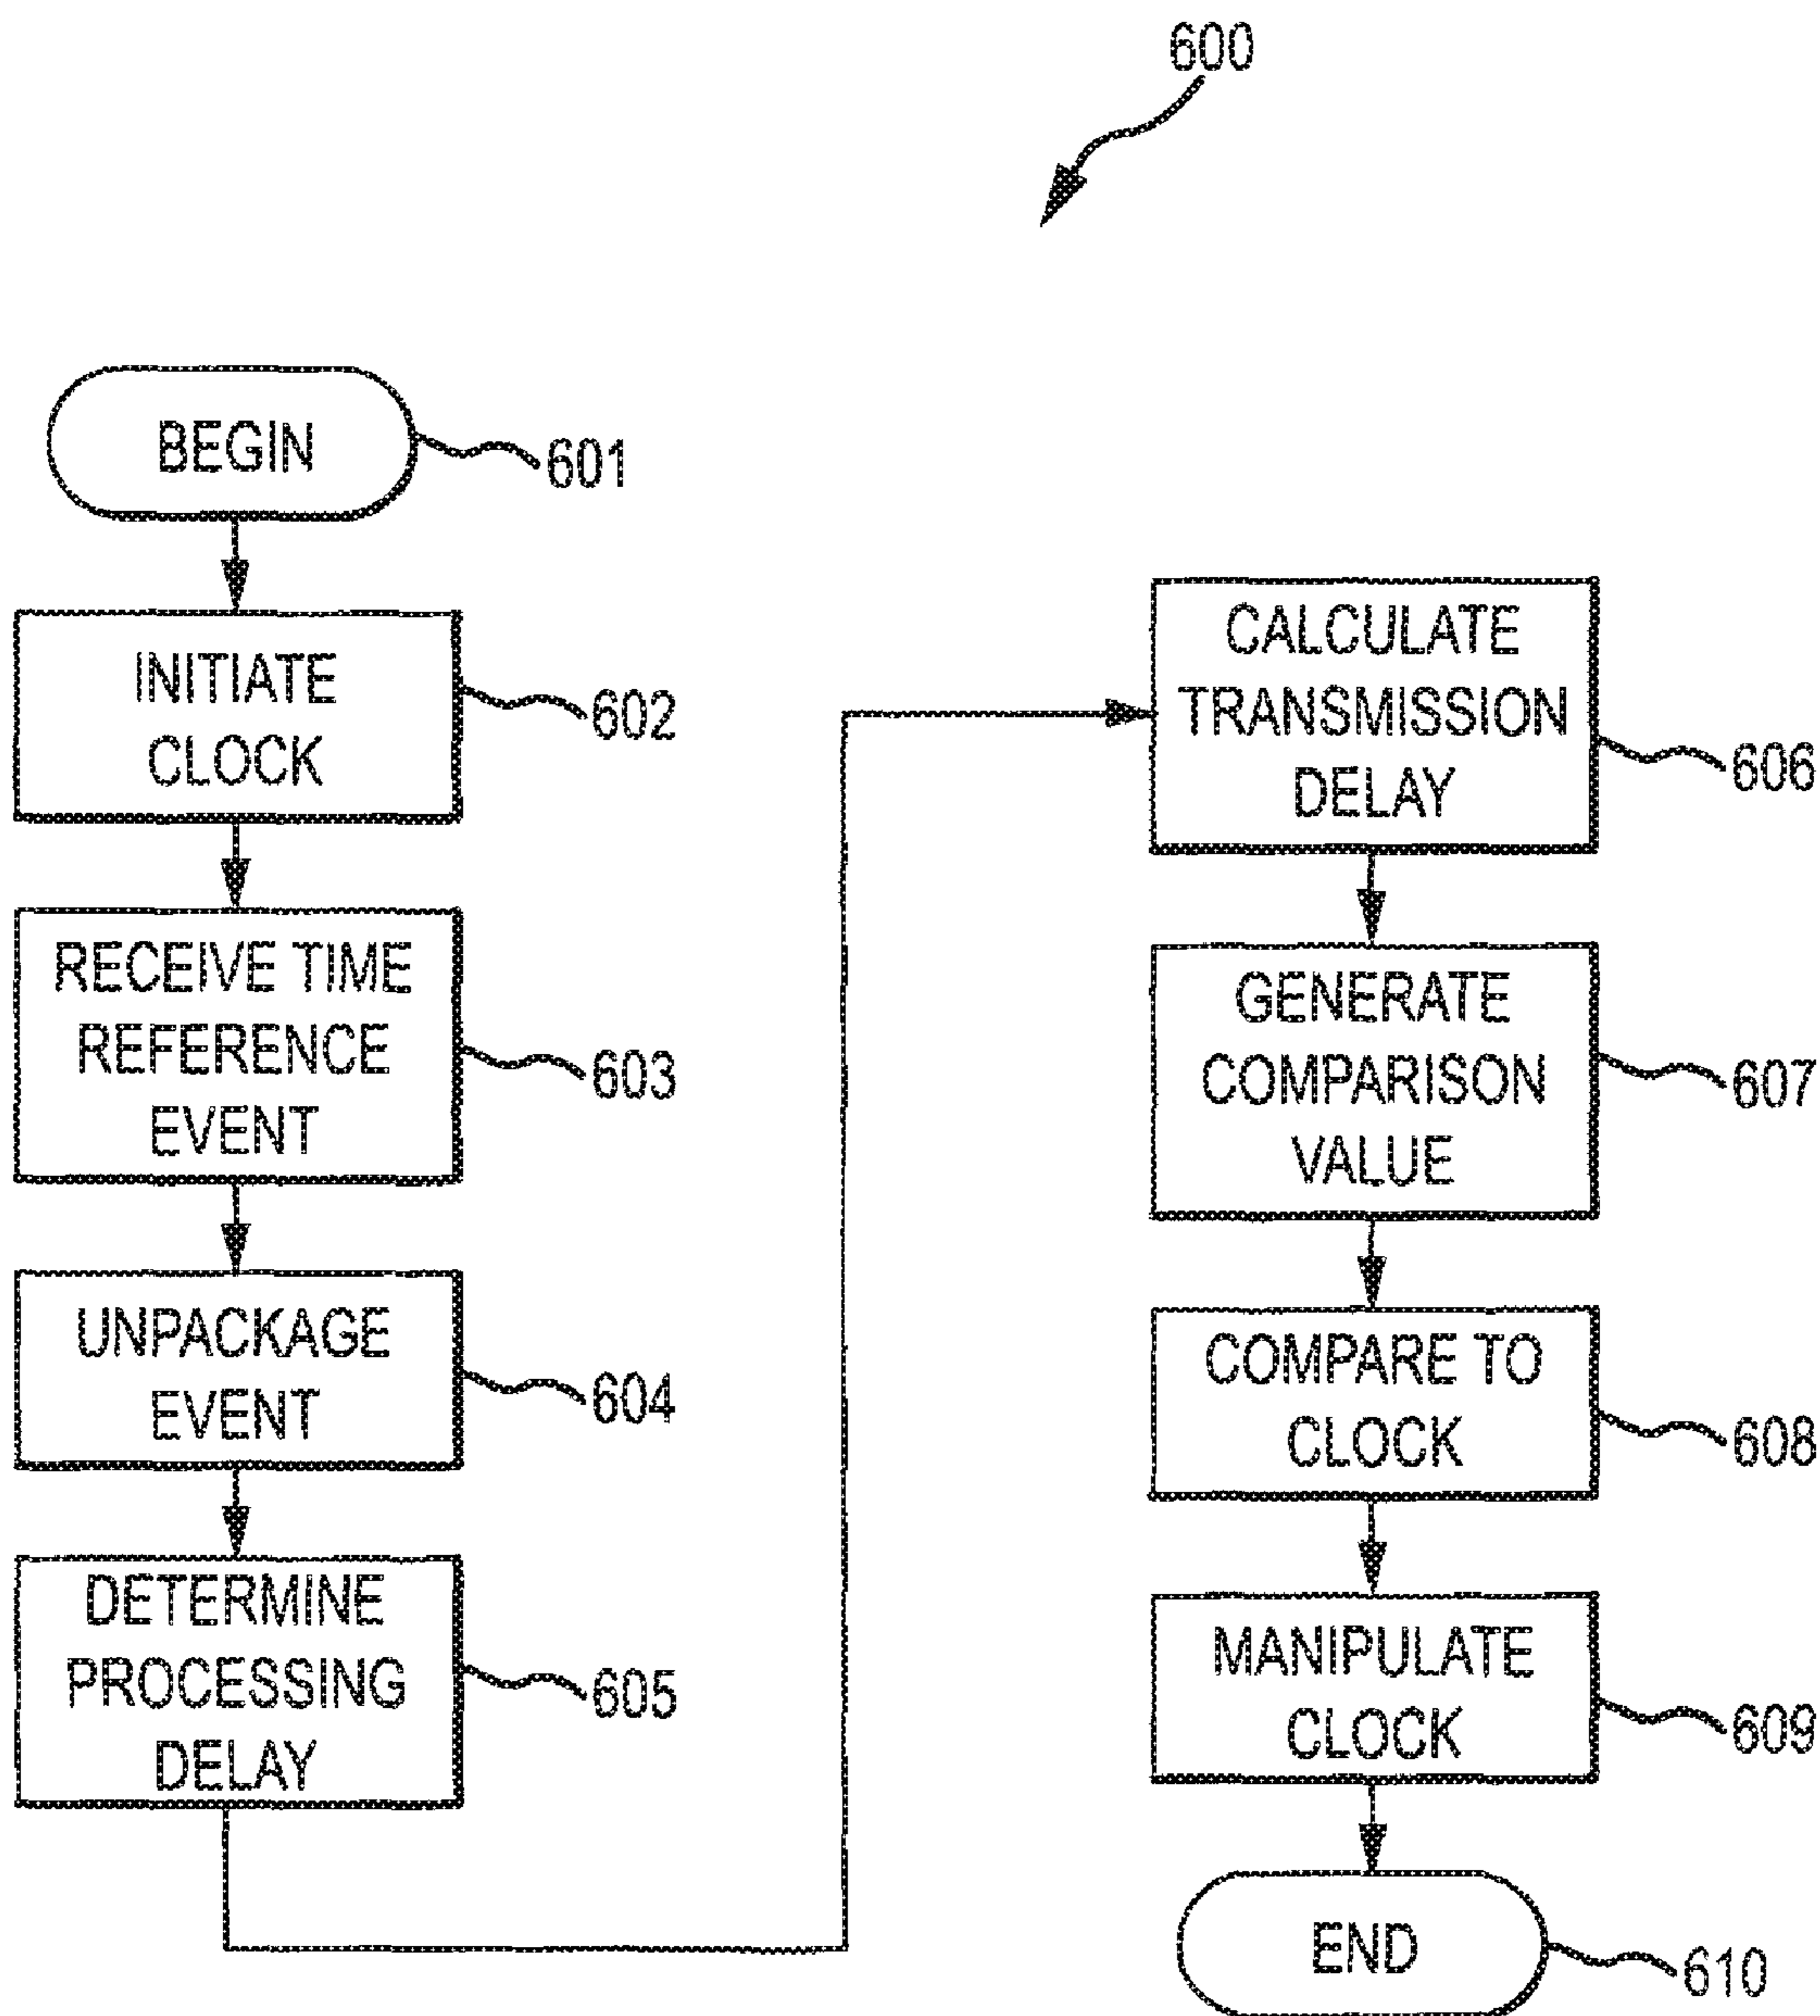 600
BEGIN
601
INITIATE
CLOCK
602
RECEIVE TIME
REFERENCE
EVENT
603
UNPACKAGE
EVENT
604
DETERMINE
PROCESSING
DELAY
605
CALCULATE
TRANSMISSION
DELAY
606
GENERATE
COMPARISON
VALUE
607
COMPARE TO
CLOCK
608
MANIPULATE
CLOCK
609
END
610